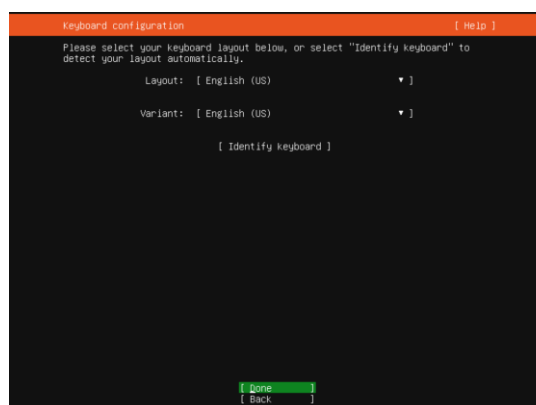 Keyboard configuration [ Help ]
Please select your keyboard layout below, or select "Identify keyboard" to
detect your layout automatically.
Layout: [ English (US) ▾ ]
Variant: [ English (US) ▾ ]
[ Identify keyboard ]
[ Done ]
[ Back ]